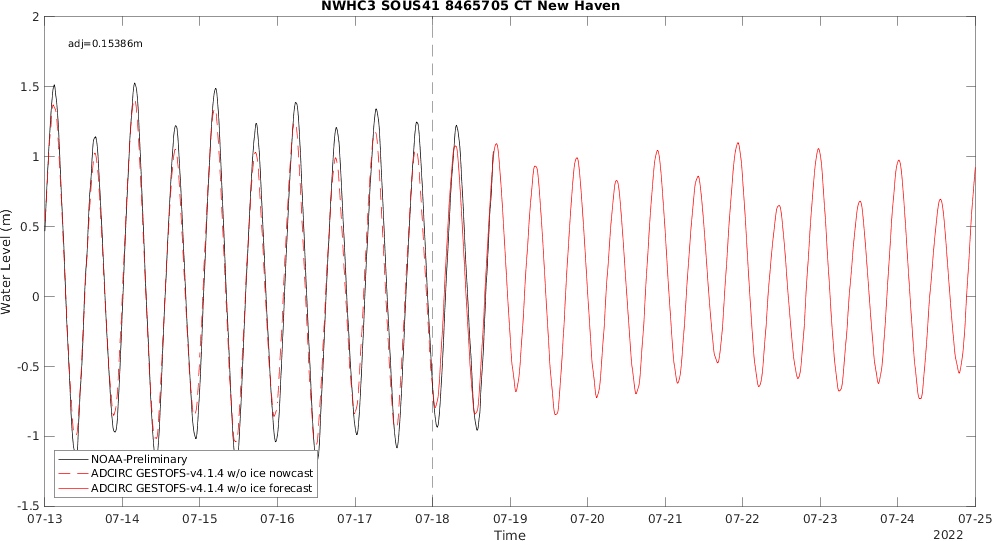 NWHC3 SOUS41 8465705 CT New Haven
2
adj=0.15386m
1.5
1
0.5
0
-0.5
-1
-1.5
Water Level (m)
NOAA-Preliminary
ADCIRC GESTOFS-v4.1.4 w/o ice nowcast
ADCIRC GESTOFS-v4.1.4 w/o ice forecast
07-13 07-14 07-15 07-16 07-17 07-18 07-19 07-20 07-21 07-22 07-23 07-24 07-25
Time
2022